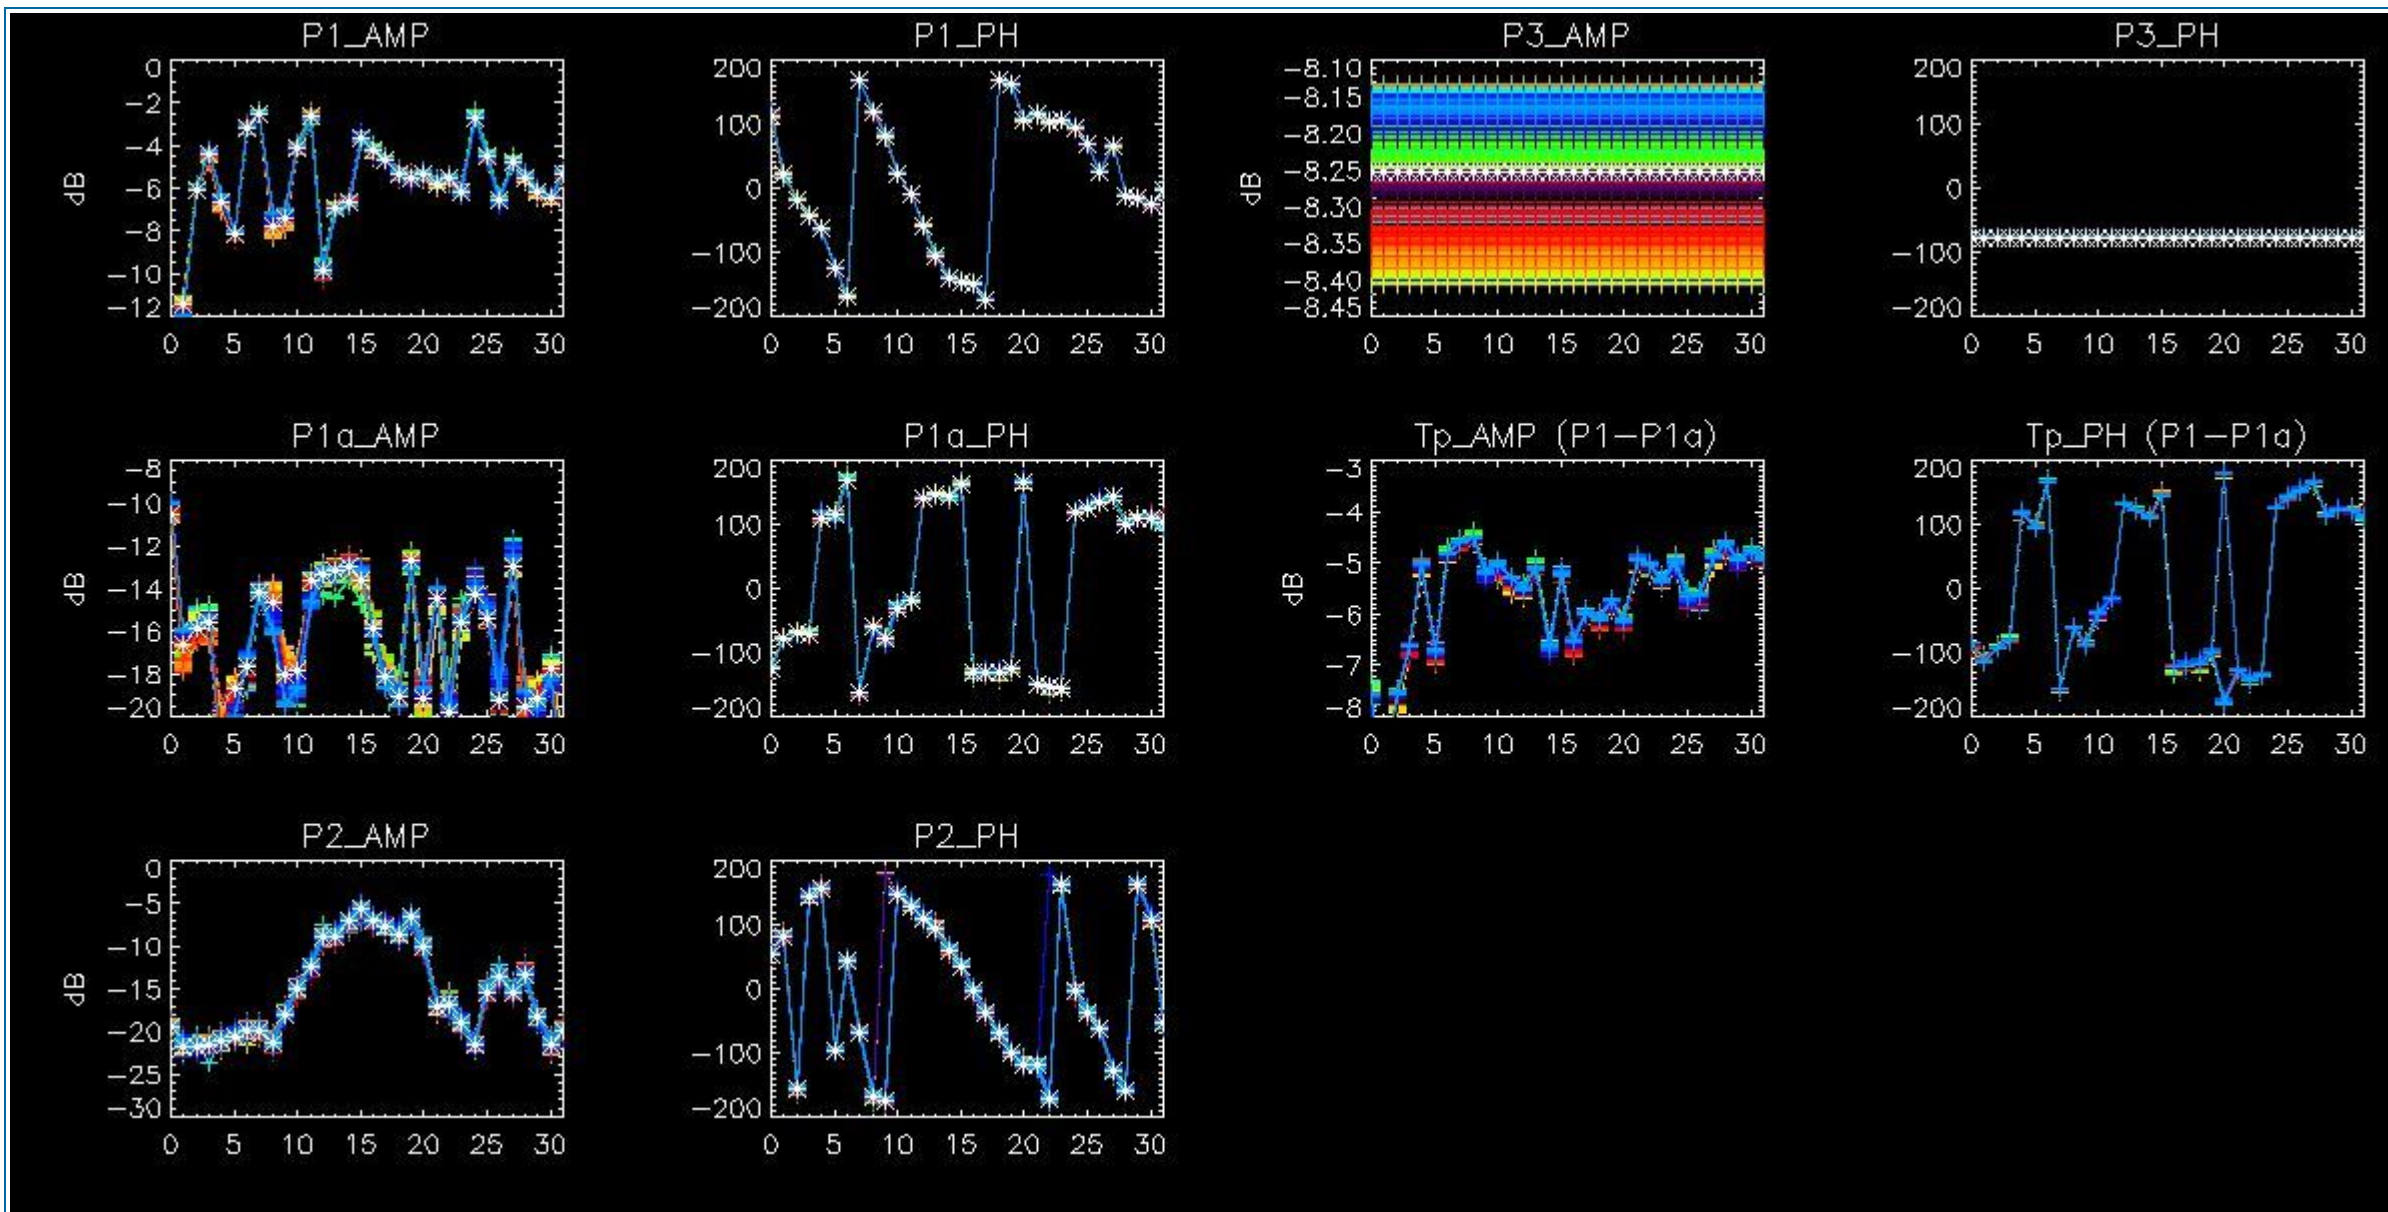 P1_AMP
P1_PH
P3_AMP
P3_PH
0
−2
−4
−6
−8
−10
−12
dB
0 5 10 15 20 25 30
200
100
0
−100
−200
0 5 10 15 20 25 30
−8.10
−8.15
−8.20
−8.25
−8.30
−8.35
−8.40
−8.45
dB
0 5 10 15 20 25 30
200
100
0
−100
−200
0 5 10 15 20 25 30
P1a_AMP
P1a_PH
Tp_AMP (P1−P1a)
Tp_PH (P1−P1a)
−8
−10
−12
−14
−16
−18
−20
dB
0 5 10 15 20 25 30
200
100
0
−100
−200
0 5 10 15 20 25 30
−3
−4
−5
−6
−7
−8
dB
0 5 10 15 20 25 30
200
100
0
−100
−200
0 5 10 15 20 25 30
P2_AMP
P2_PH
0
−5
−10
−15
−20
−25
−30
dB
0 5 10 15 20 25 30
200
100
0
−100
−200
0 5 10 15 20 25 30